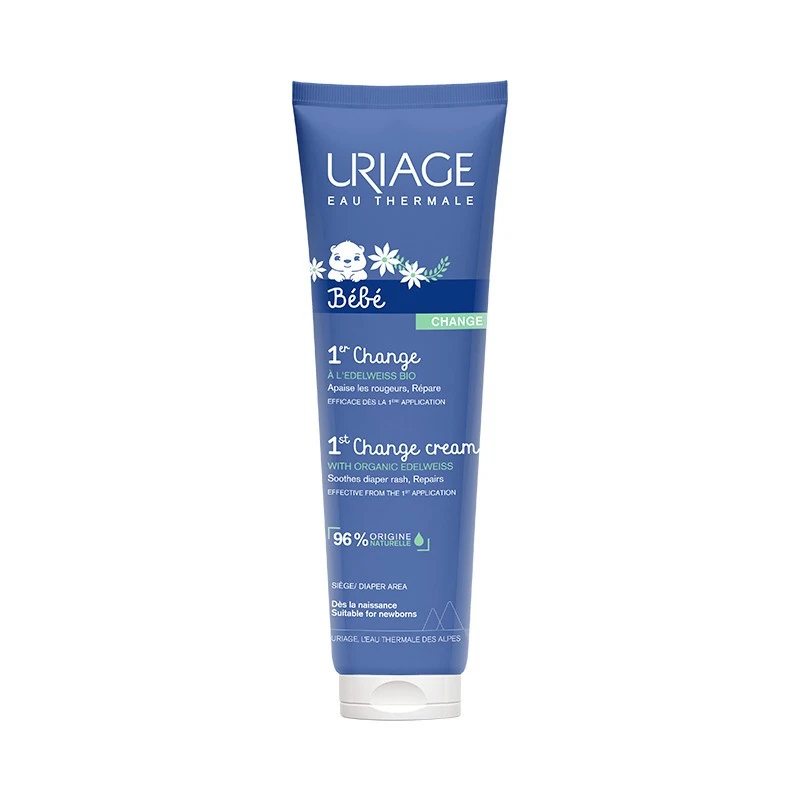 URIAGE
EAU THERMALE
Bébé
CHANGE
1er Change
À L'EDELWEISS BIO
Apaise les rougeurs, Répare
EFFICACE DÈS LA 1ÈRE APPLICATION
1st Change cream
WITH ORGANIC EDELWEISS
Soothes diaper rash, Repairs
EFFECTIVE FROM THE 1ST APPLICATION
96 % ORIGINE
NATURELLE
SIÈGE/ DIAPER AREA
Dès la naissance
Suitable for newborns
URIAGE, L'EAU THERMALE DES ALPES